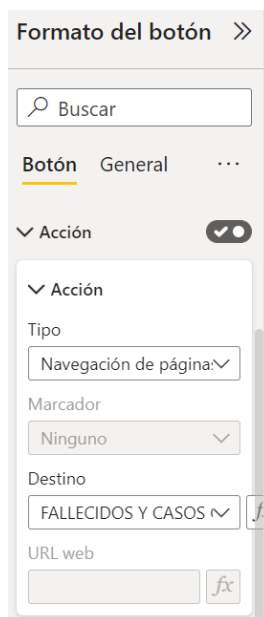 Formato del botón
Buscar
Botón General ...
Acción
Acción
Tipo
Navegación de página
Marcador
Ninguno
Destino
FALLECIDOS Y CASOS
URL web
fx